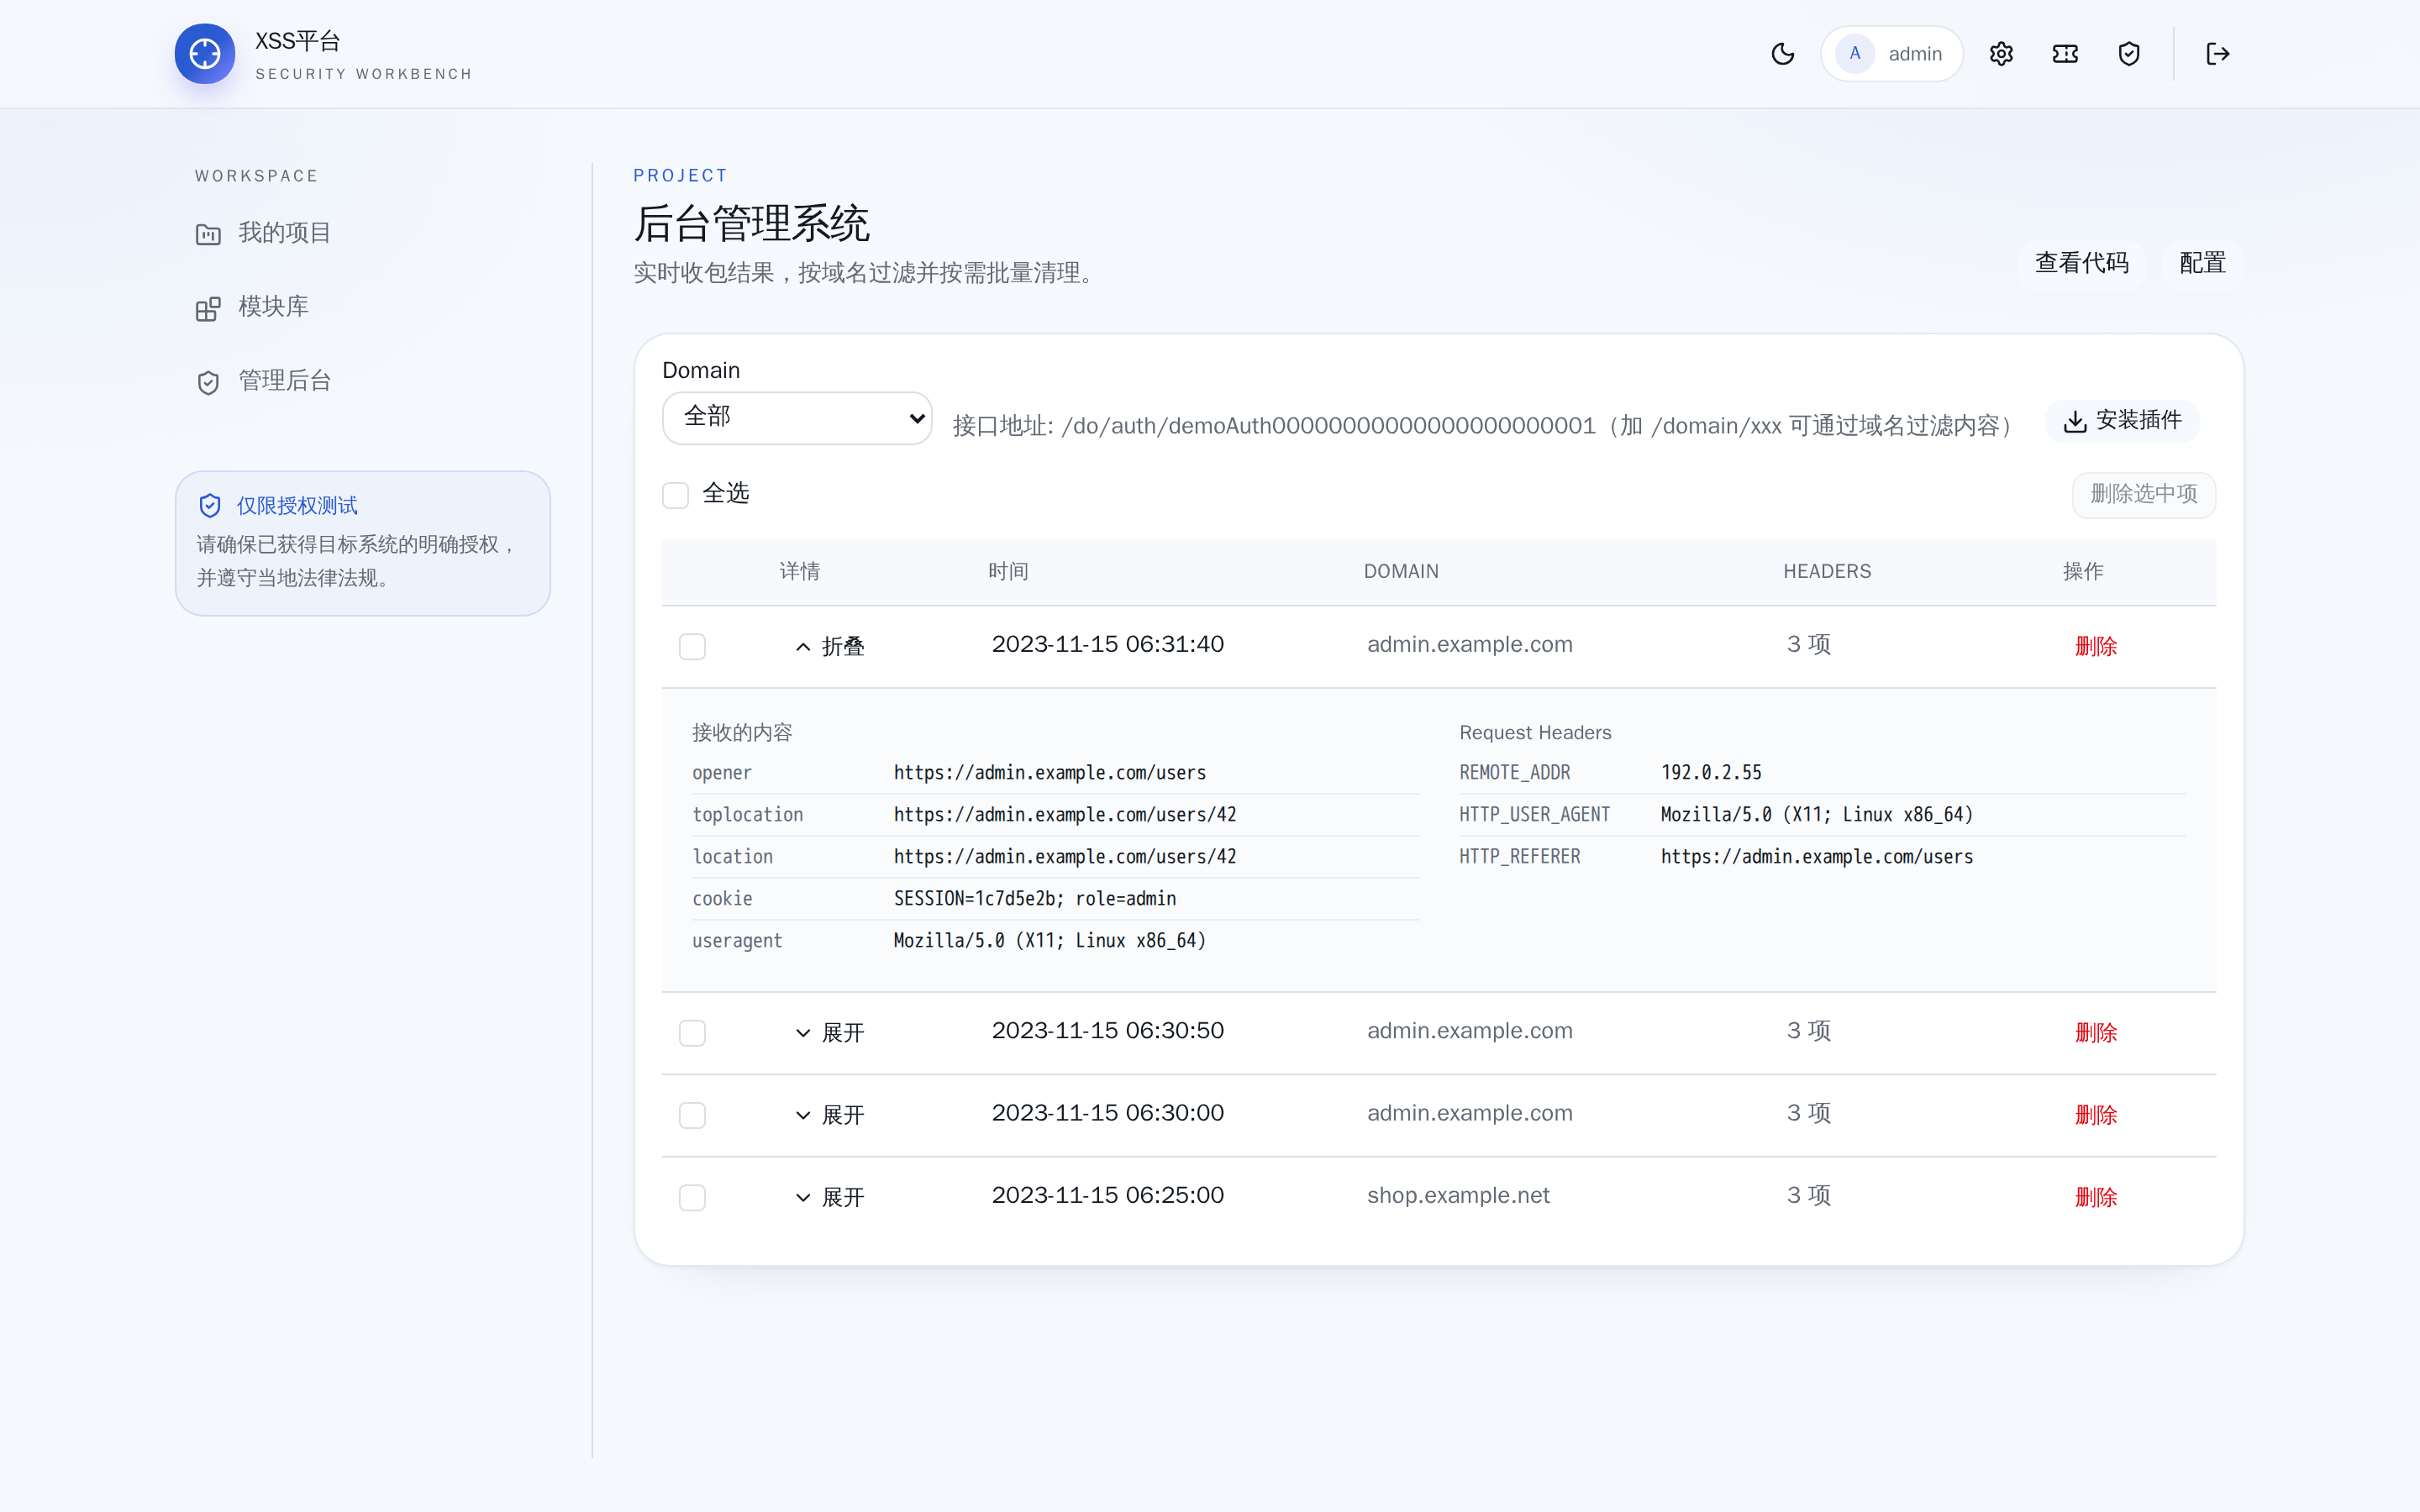 XSS平台
SECURITY WORKBENCH
A admin
WORKSPACE
我的项目
模块库
管理后台
仅限授权测试
请确保已获得目标系统的明确授权，
并遵守当地法律法规。
PROJECT
后台管理系统
实时收包结果，按域名过滤并按需批量清理。
查看代码 配置
Domain
全部 接口地址: /do/auth/demoAuth00000000000000000000001（加 /domain/xxx 可通过域名过滤内容） 安装插件
全选 删除选中项
详情 时间 DOMAIN HEADERS 操作
折叠 2023-11-15 06:31:40 admin.example.com 3 项 删除
接收的内容
opener https://admin.example.com/users
toplocation https://admin.example.com/users/42
location https://admin.example.com/users/42
cookie SESSION=1c7d5e2b; role=admin
useragent Mozilla/5.0 (X11; Linux x86_64)
Request Headers
REMOTE_ADDR 192.0.2.55
HTTP_USER_AGENT Mozilla/5.0 (X11; Linux x86_64)
HTTP_REFERER https://admin.example.com/users
展开 2023-11-15 06:30:50 admin.example.com 3 项 删除
展开 2023-11-15 06:30:00 admin.example.com 3 项 删除
展开 2023-11-15 06:25:00 shop.example.net 3 项 删除